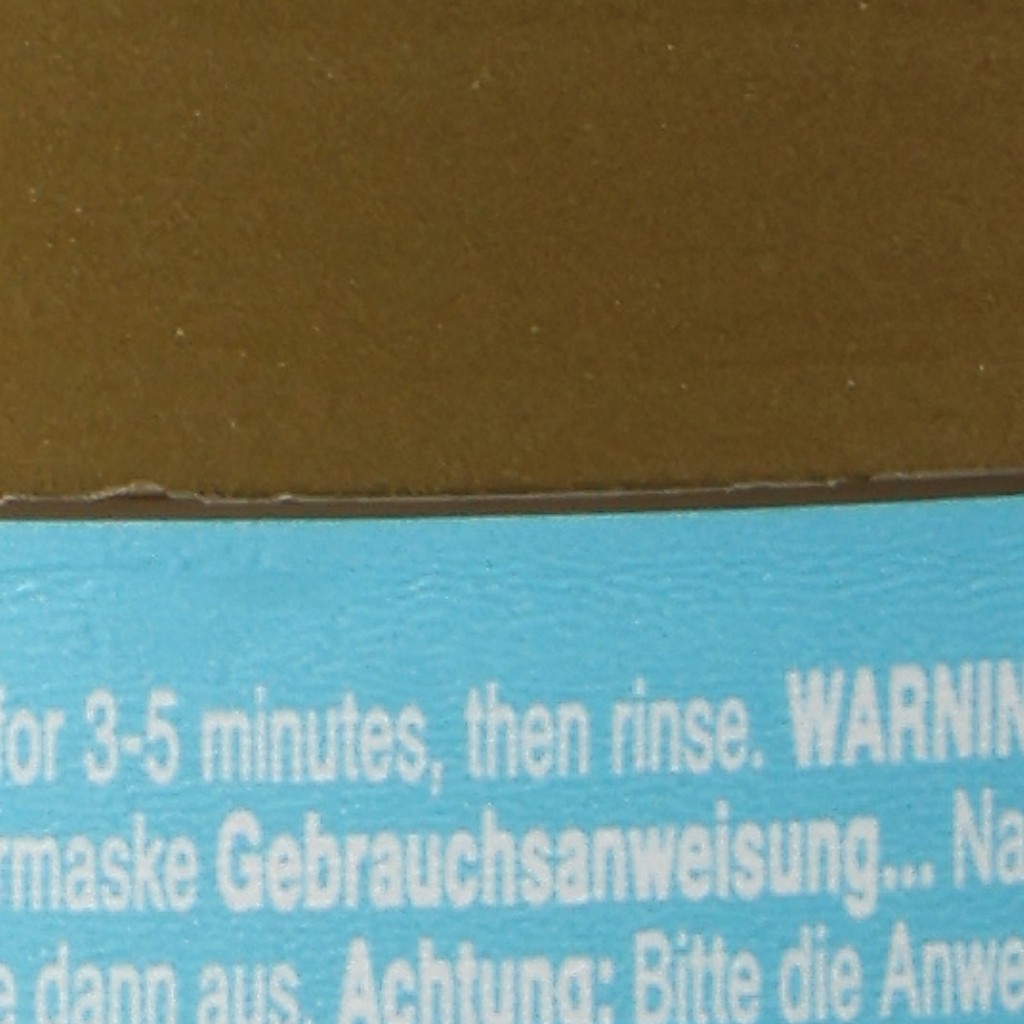 for 3-5 minutes, then rinse. WARNIN
rmaske Gebrauchsanweisung... Na
e dann aus. Achtung: Bitte die Anwe